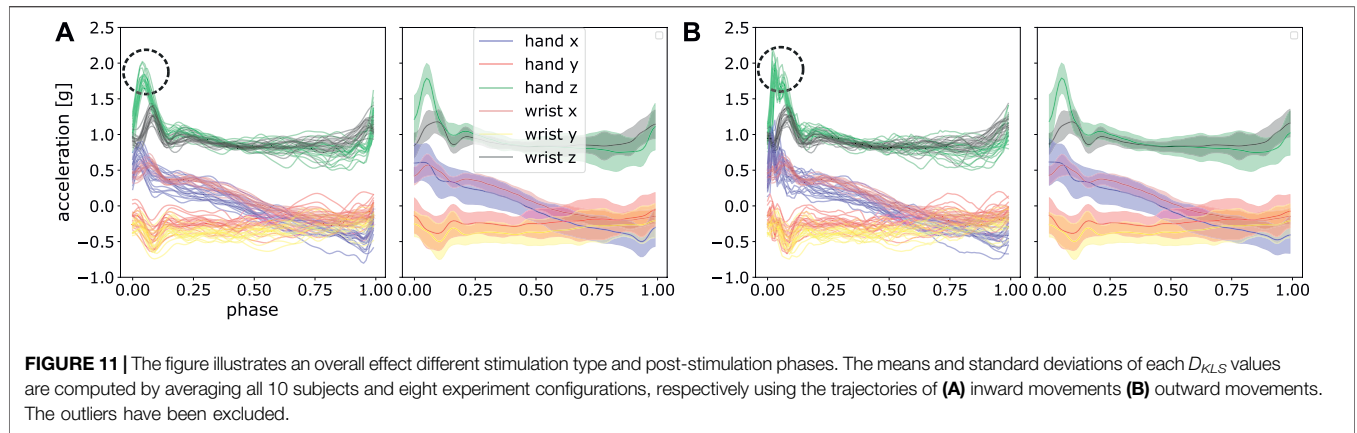 A
B
2.5
2.0
1.5
1.0
0.5
0.0
−0.5
−1.0
acceleration [g]
0.00 0.25 0.50 0.75 1.00
phase
hand x
hand y
hand z
wrist x
wrist y
wrist z
0.00 0.25 0.50 0.75 1.00
2.5
2.0
1.5
1.0
0.5
0.0
−0.5
−1.0
0.00 0.25 0.50 0.75 1.00
0.00 0.25 0.50 0.75 1.00
FIGURE 11 | The figure illustrates an overall effect different stimulation type and post-stimulation phases. The means and standard deviations of each D_KLS values
are computed by averaging all 10 subjects and eight experiment configurations, respectively using the trajectories of (A) inward movements (B) outward movements.
The outliers have been excluded.